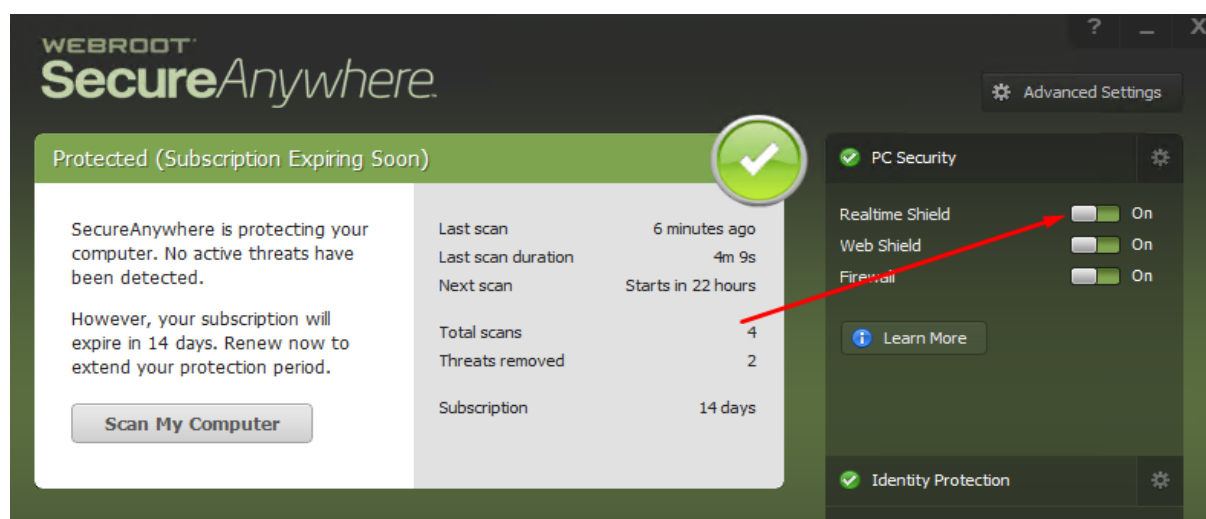 WEBROOT
SecureAnywhere.
?
_
X
Advanced Settings
Protected (Subscription Expiring Soon)
SecureAnywhere is protecting your
computer. No active threats have
been detected.
However, your subscription will
expire in 14 days. Renew now to
extend your protection period.
Scan My Computer
Last scan 6 minutes ago
Last scan duration 4m 9s
Next scan Starts in 22 hours
Total scans 4
Threats removed 2
Subscription 14 days
PC Security
Realtime Shield On
Web Shield On
Firewall On
Learn More
Identity Protection